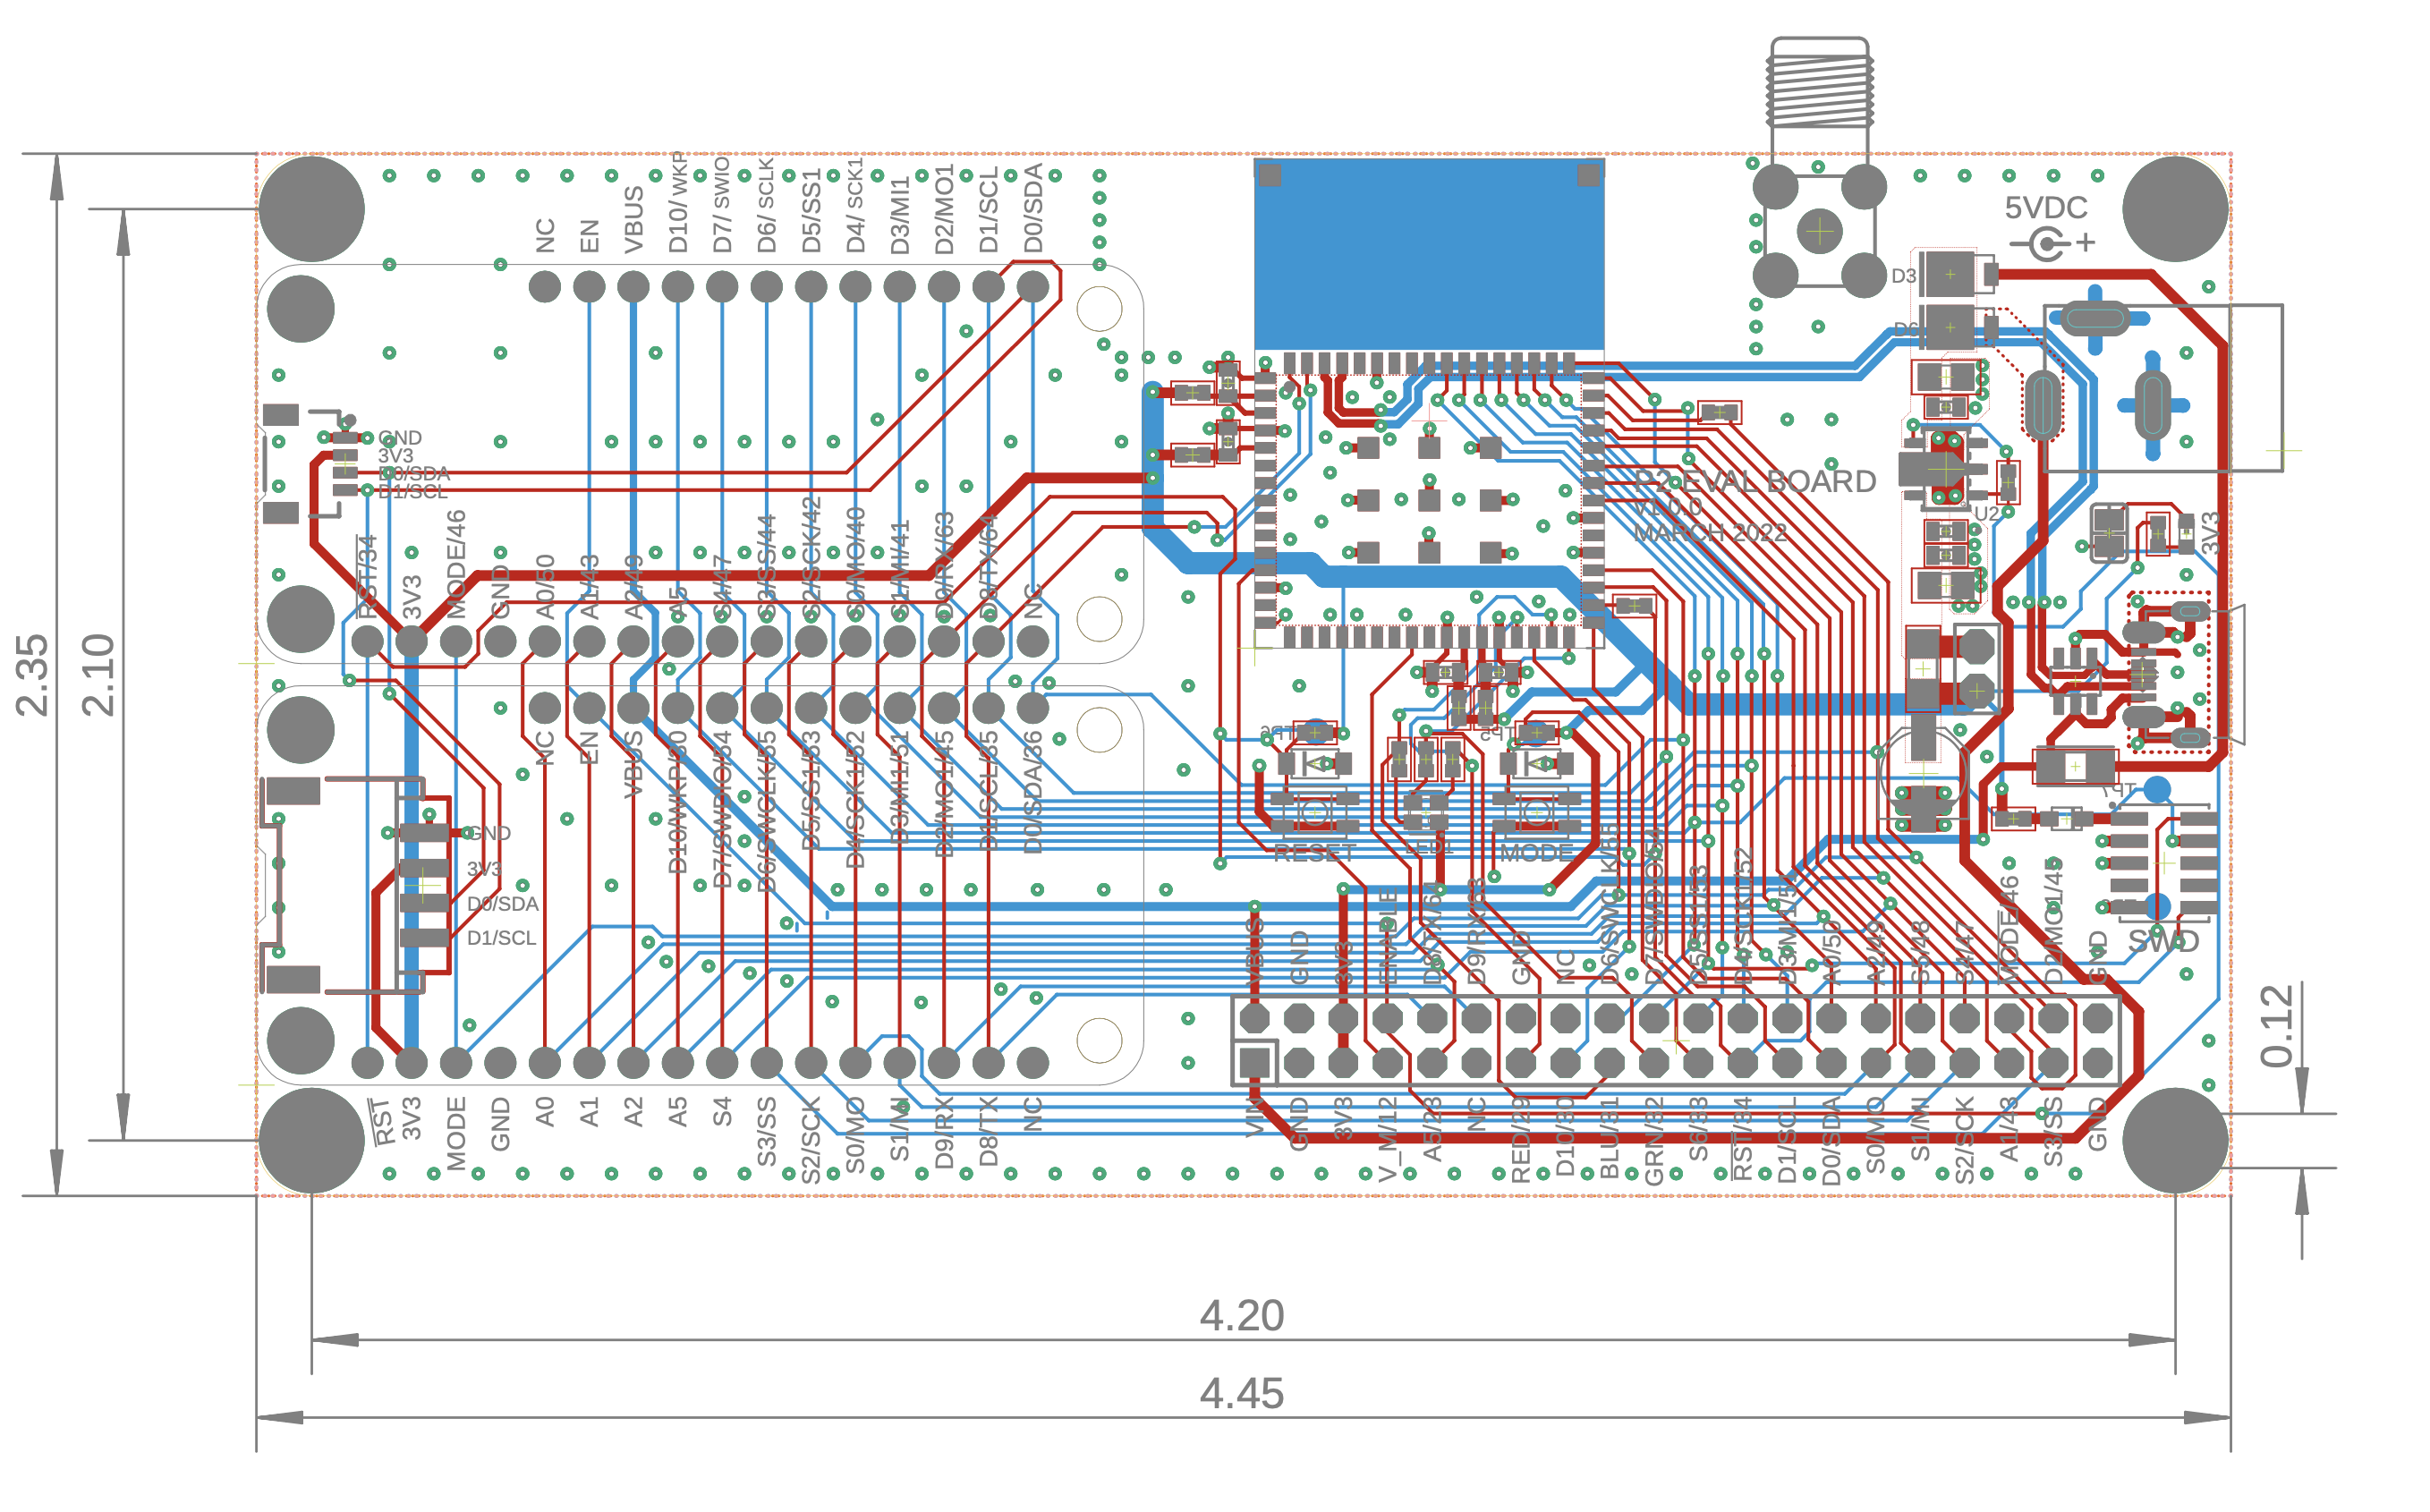 NC
EN
VBUS
D10/ WKP
D7/ SWIO
D6/ SCLK
D5/SS1
D4/ SCK1
D3/MI1
D2/MO1
D1/SCL
D0/SDA
5VDC
+
D3
D6
GND
3V3
D0/SDA
D1/SCL
P2 EVAL BOARD
V1.0.0
MARCH 2022
U2
3V3
RST/34
3V3
MODE/46
GND
A0/50
A1/43
A2/49
A5
S4/47
S3/SS/44
S2/SCK/42
S0/MO/40
S1/MI/41
D9/RX/63
D8/TX/64
NC
2.35
2.10
NC
EN
VBUS
D10/WKP/30
D7/SWDIO/54
D6/SWCLK/55
D5/SS1/53
D4/SCK1/52
D3/MI1/51
D2/MO1/45
D1/SCL/35
D0/SDA/36
TP6
TP5
TP7
RESET
MODE
GND
3V3
D0/SDA
D1/SCL
SWD
VBUS
GND
3V3
ENABLE
D8/TX/64
D9/RX/63
GND
NC
D6/SWCLK/55
D7/SWDIO/54
D5/SS1/53
D4/SCK1/52
D3/MI1/51
A0/50
A2/49
S5/48
S4/47
MODE/46
D2/MO1/45
GND
0.12
RST
3V3
MODE
GND
A0
A1
A2
A5
S4
S3/SS
S2/SCK
S0/MO
S1/MI
D9/RX
D8/TX
NC
VIN
GND
3V3
V_M/12
A5/23
NC
RED/29
D10/30
BLU/31
GRN/32
S6/33
RST/34
D1/SCL
D0/SDA
S0/MO
S1/MI
S2/SCK
A1/43
S3/SS
GND
4.20
4.45